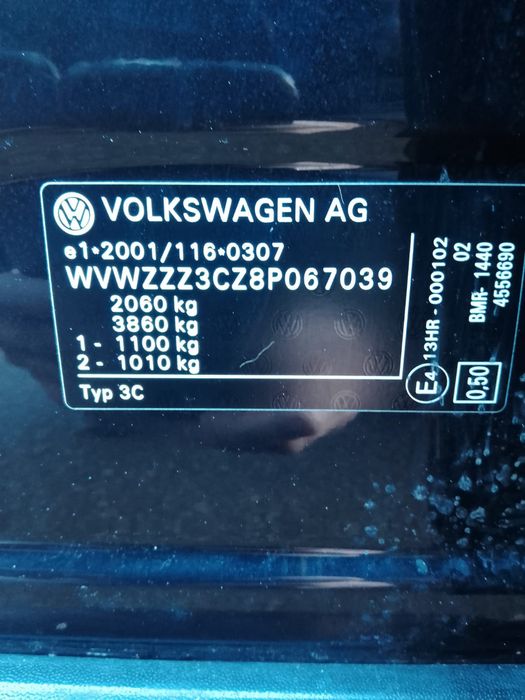 VOLKSWAGEN AG
e1*2001/116*0307
WVWZZZ3CZ8P067039
2060 kg
3860 kg
1 - 1100 kg
2 - 1010 kg
Typ 3C
E4 13HR - 000102
02
BMR- 1440
4556690
0,50